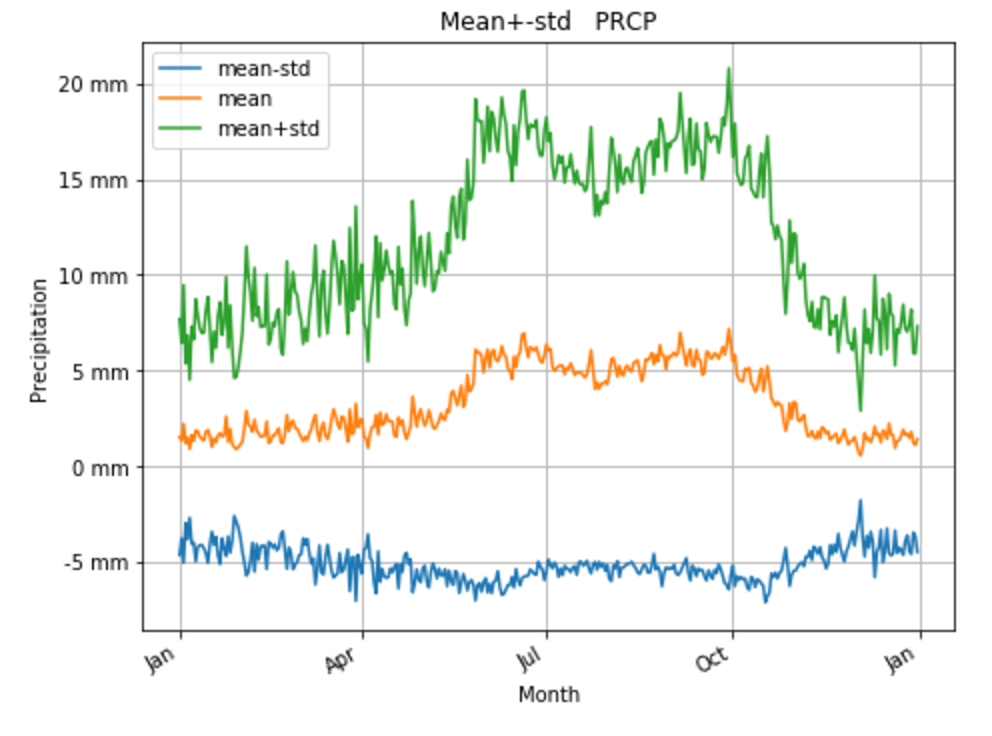 Mean+-std PRCP
mean-std
mean
mean+std
20 mm
15 mm
10 mm
5 mm
0 mm
-5 mm
Precipitation
Jan
Apr
Jul
Oct
Jan
Month